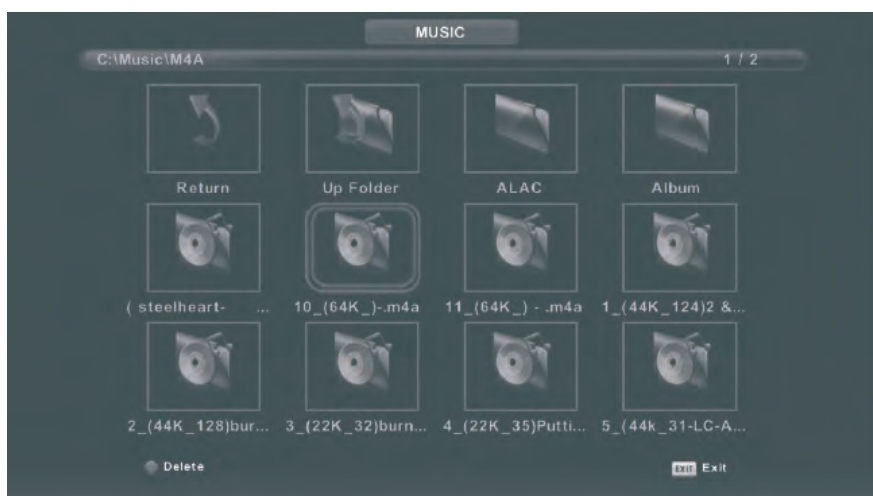 MUSIC
C:\Music\M4A 1 / 2
Return Up Folder ALAC Album
( steelheart- ... 10_(64K_)-.m4a 11_(64K_) - .m4a 1_(44K_124)2 &...
2_(44K_128)bur... 3_(22K_32)burn... 4_(22K_35)Putti... 5_(44k_31-LC-A...
Delete EXIT Exit